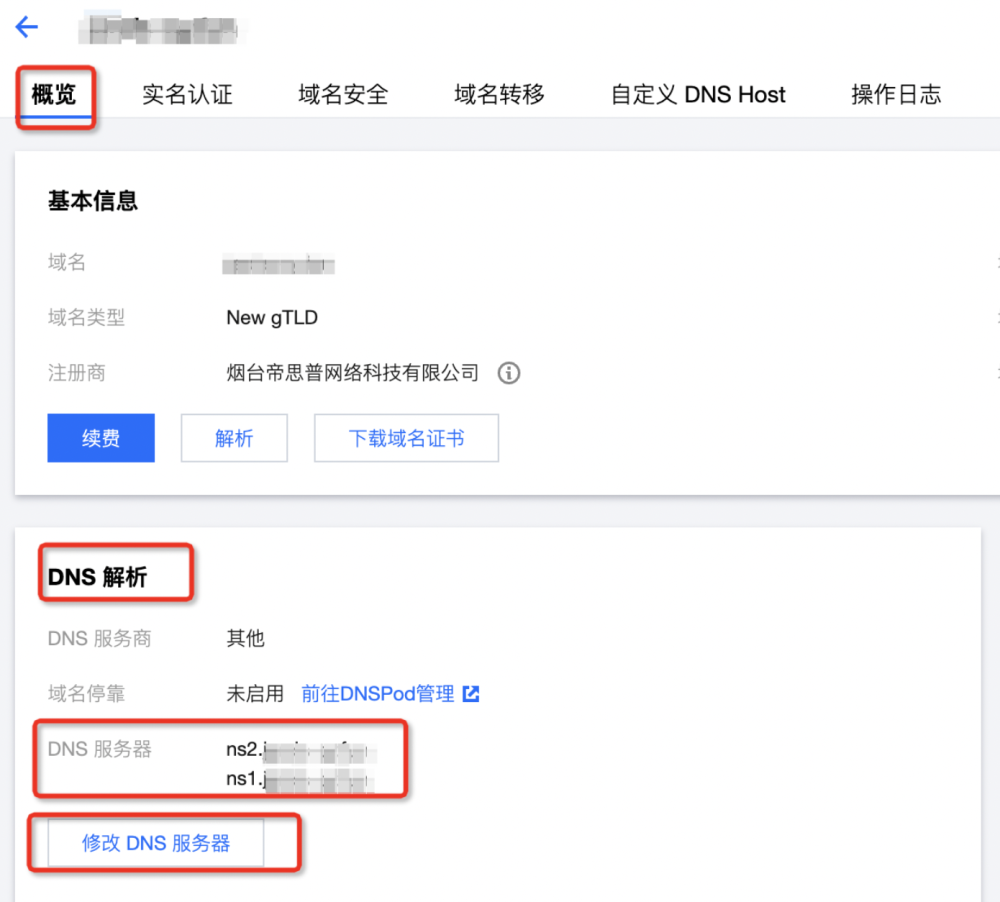 概览 实名认证 域名安全 域名转移 自定义 DNS Host 操作日志
基本信息
域名
域名类型 New gTLD
注册商 烟台帝思普网络科技有限公司
续费 解析 下载域名证书
DNS 解析
DNS 服务商 其他
域名停靠 未启用 前往DNSPod管理
DNS 服务器 ns2.j
ns1.j
修改 DNS 服务器